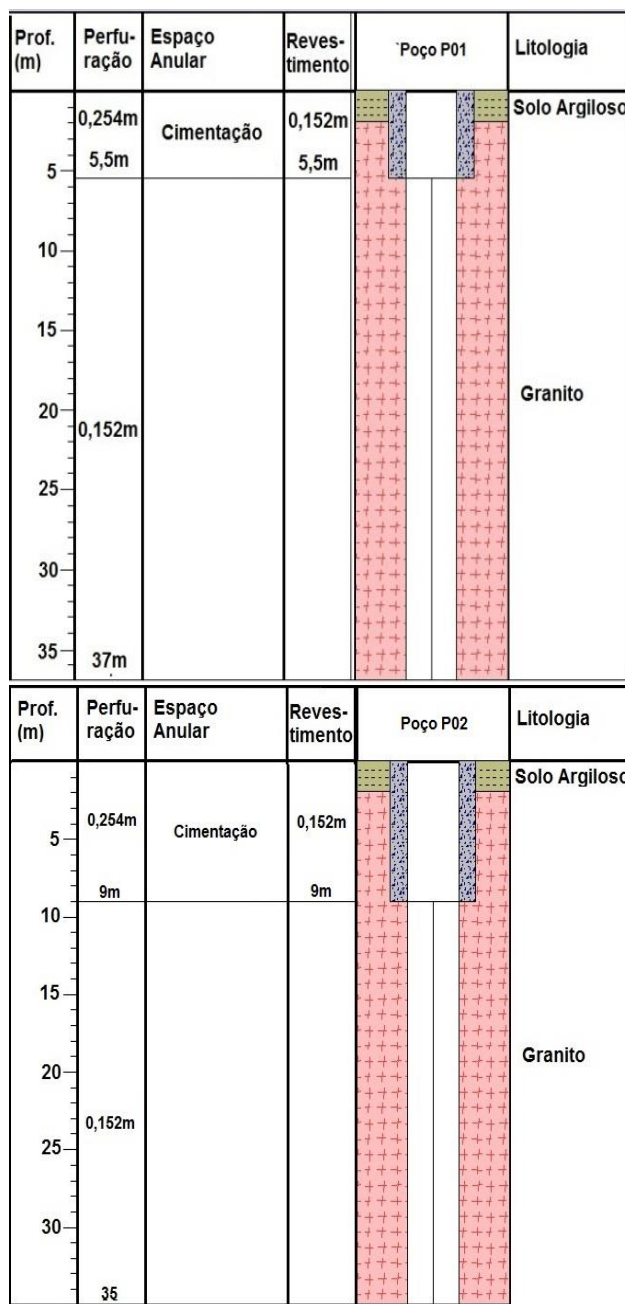 Prof.
(m)
Perfu-
ração
Espaço
Anular
Reves-
timento
`Poço P01
Litologia
0,254m
5,5m
Cimentação
0,152m
5,5m
Solo Argiloso
5
10
15
20
25
30
35
0,152m
37m
Granito
Prof.
(m)
Perfu-
ração
Espaço
Anular
Reves-
timento
Poço P02
Litologia
0,254m
9m
Cimentação
0,152m
9m
Solo Argiloso
5
10
15
20
25
30
0,152m
35
Granito